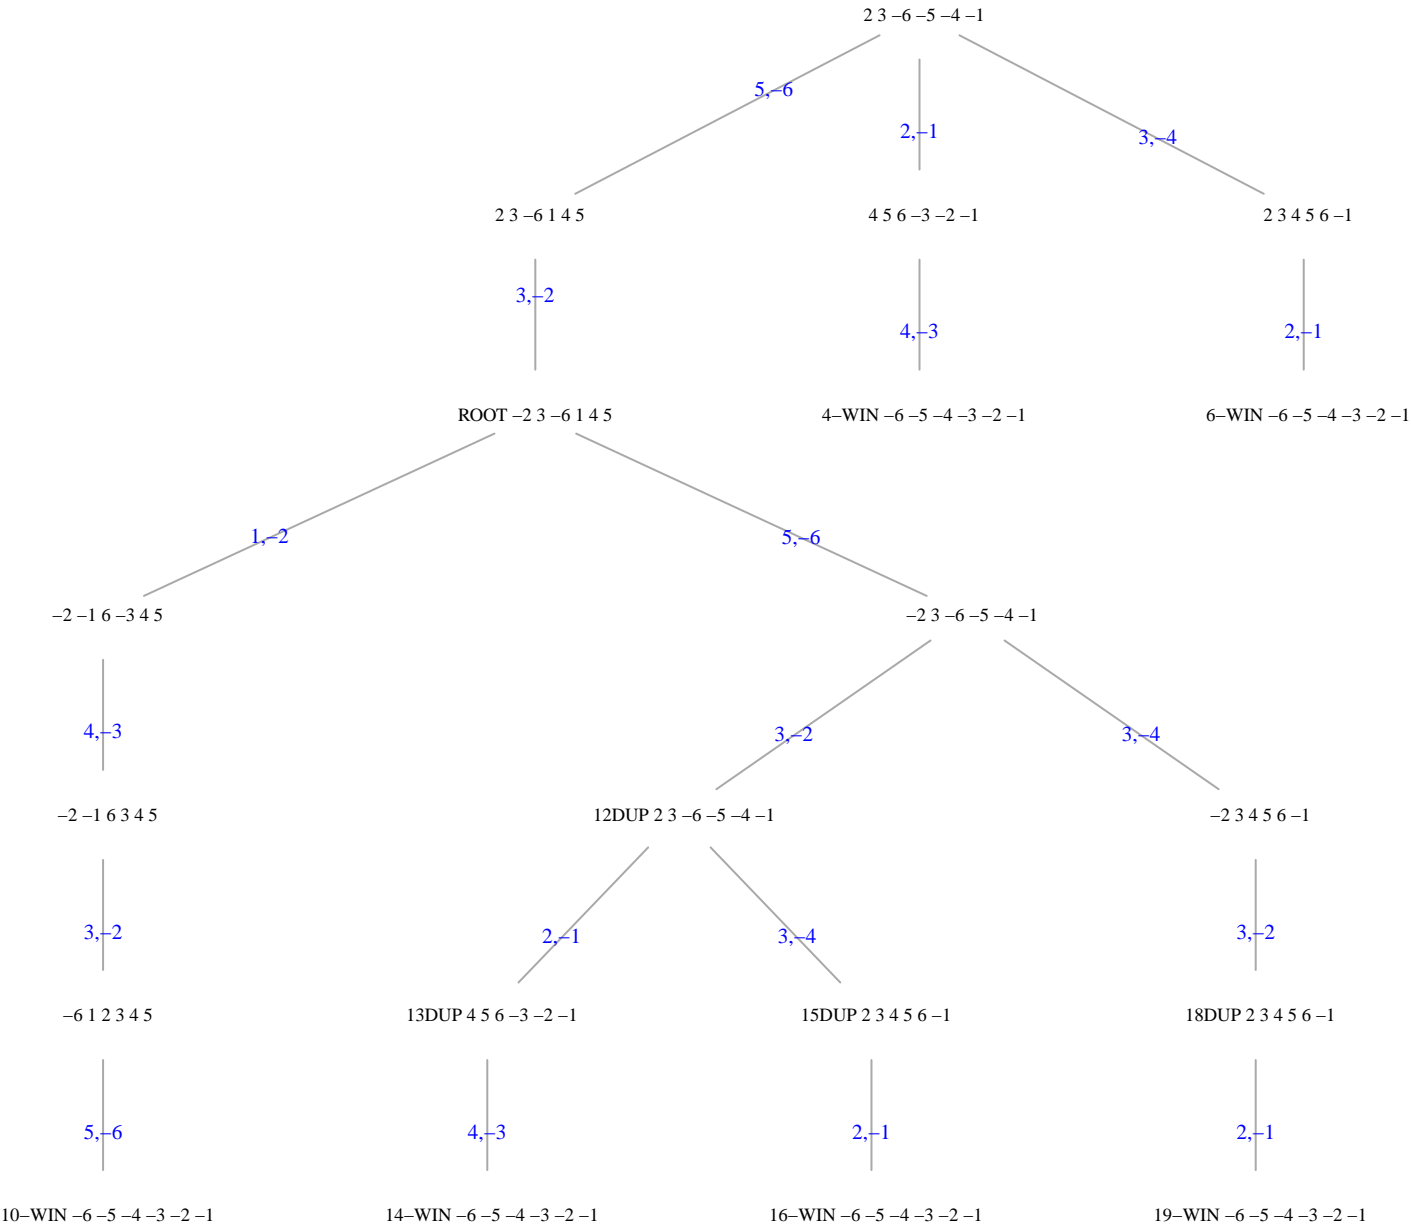 2 3 –6 –5 –4 –1
5,–6
2,–1
3,–4
2 3 –6 1 4 5
4 5 6 –3 –2 –1
2 3 4 5 6 –1
3,–2
4,–3
2,–1
ROOT –2 3 –6 1 4 5
4–WIN –6 –5 –4 –3 –2 –1
6–WIN –6 –5 –4 –3 –2 –1
1,–2
5,–6
–2 –1 6 –3 4 5
–2 3 –6 –5 –4 –1
4,–3
3,–2
3,–4
–2 –1 6 3 4 5
12DUP 2 3 –6 –5 –4 –1
–2 3 4 5 6 –1
3,–2
2,–1
3,–4
3,–2
–6 1 2 3 4 5
13DUP 4 5 6 –3 –2 –1
15DUP 2 3 4 5 6 –1
18DUP 2 3 4 5 6 –1
5,–6
4,–3
2,–1
2,–1
10–WIN –6 –5 –4 –3 –2 –1
14–WIN –6 –5 –4 –3 –2 –1
16–WIN –6 –5 –4 –3 –2 –1
19–WIN –6 –5 –4 –3 –2 –1